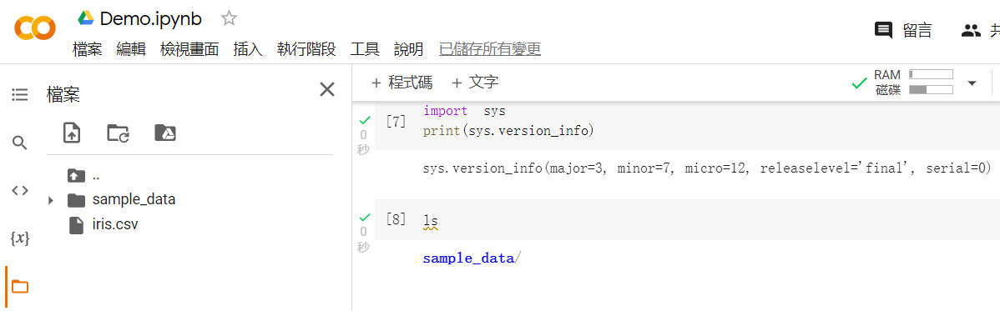 Demo.ipynb
檔案 編輯 檢視畫面 插入 執行階段 工具 說明 已儲存所有變更
留言
檔案
+ 程式碼 + 文字
RAM
磁碟
..
sample_data
iris.csv
{x}
[7] import sys
0
秒
print(sys.version_info)
sys.version_info(major=3, minor=7, micro=12, releaselevel='final', serial=0)
[8] ls
0
秒
sample_data/